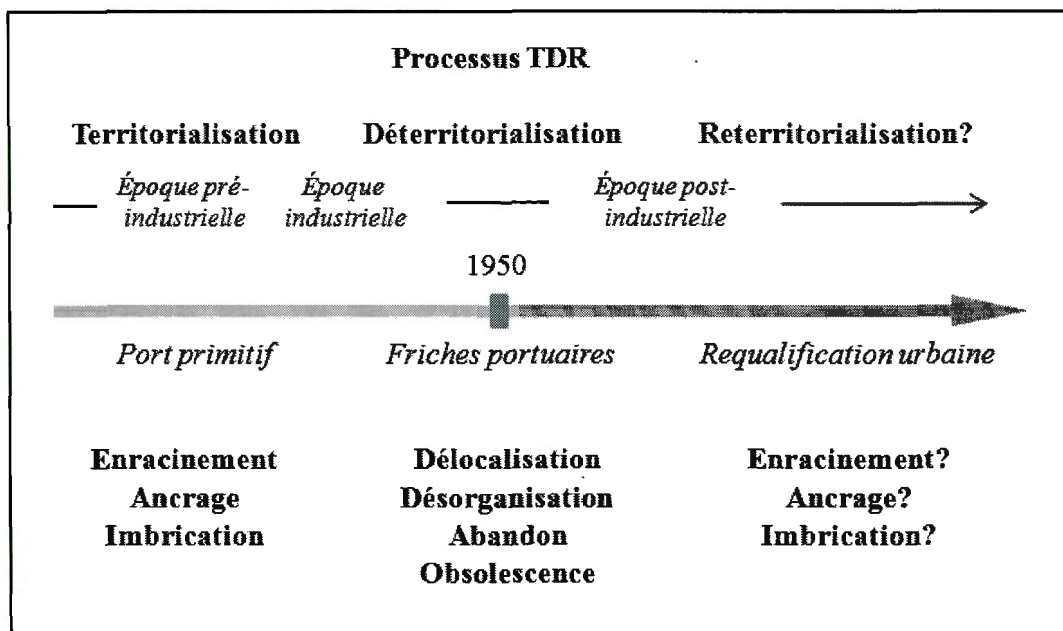 Processus TDR
Territorialisation Déterritorialisation Reterritorialisation?
Époque pré- Époque Époque post-
industrielle industrielle industrielle
1950
Port primitif Friches portuaires Requalification urbaine
Enracinement Délocalisation Enracinement?
Ancrage Désorganisation Ancrage?
Imbrication Abandon Imbrication?
Obsolescence